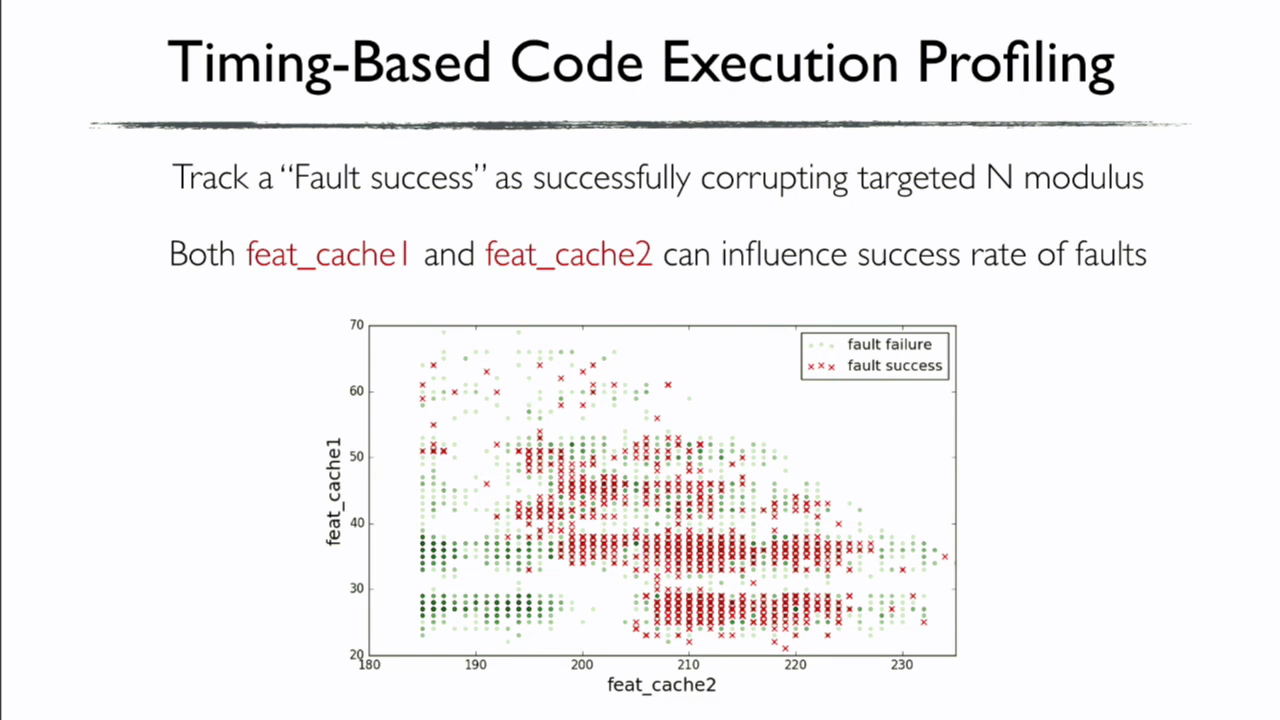 Timing-Based Code Execution Profiling
Track a “Fault success” as successfully corrupting targeted N modulus
Both feat_cache1 and feat_cache2 can influence success rate of faults
70
60
50
40
30
20
feat_cache1
fault failure
fault success
180 190 200 210 220 230
feat_cache2